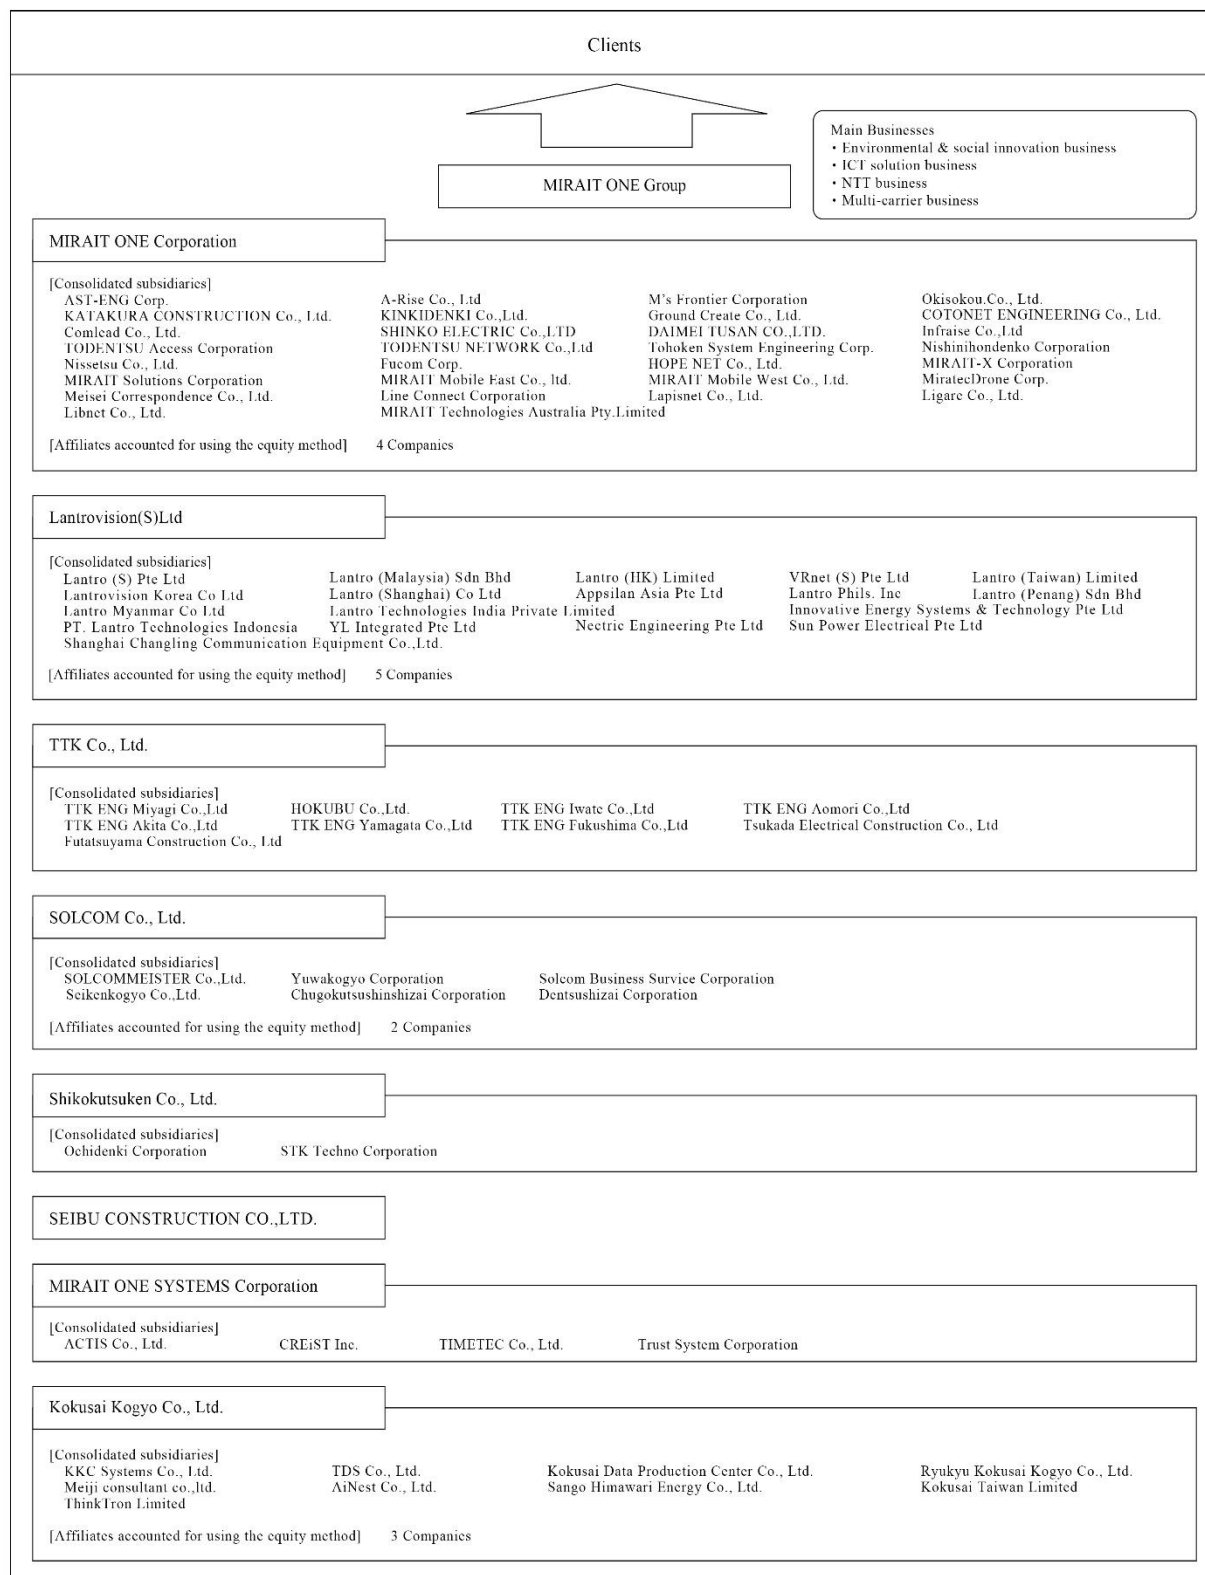 Clients
Main Businesses
・Environmental & social innovation business
・ICT solution business
・NTT business
・Multi-carrier business
MIRAIT ONE Group
MIRAIT ONE Corporation
[Consolidated subsidiaries]
AST-ENG Corp. A-Rise Co., Ltd M's Frontier Corporation Okisokou.Co., Ltd.
KATAKURA CONSTRUCTION Co., Ltd. KINKIDENKI Co.,Ltd. Ground Create Co., Ltd. COTONET ENGINEERING Co., Ltd.
Comlead Co., Ltd. SHINKO ELECTRIC Co.,LTD DAIMEI TUSAN CO.,LTD. Infraise Co.,Ltd
TODENTSU Access Corporation TODENTSU NETWORK Co.,Ltd Tohoken System Engineering Corp. Nishinihondenko Corporation
Nissetsu Co., Ltd. Fucom Corp. HOPE NET Co., Ltd. MIRAIT-X Corporation
MIRAIT Solutions Corporation MIRAIT Mobile East Co., ltd. MIRAIT Mobile West Co., Ltd. MiratecDrone Corp.
Meisei Correspondence Co., Ltd. Line Connect Corporation Lapisnet Co., Ltd. Ligare Co., Ltd.
Libnet Co., Ltd. MIRAIT Technologies Australia Pty.Limited
[Affiliates accounted for using the equity method] 4 Companies
Lantrovision(S)Ltd
[Consolidated subsidiaries]
Lantro (S) Pte Ltd Lantro (Malaysia) Sdn Bhd Lantro (HK) Limited VRnet (S) Pte Ltd Lantro (Taiwan) Limited
Lantrovision Korea Co Ltd Lantro (Shanghai) Co Ltd Appsilan Asia Pte Ltd Lantro Phils. Inc Lantro (Penang) Sdn Bhd
Lantro Myanmar Co Ltd Lantro Technologies India Private Limited Innovative Energy Systems & Technology Pte Ltd
PT. Lantro Technologies Indonesia YL Integrated Pte Ltd Nectric Engineering Pte Ltd Sun Power Electrical Pte Ltd
Shanghai Changling Communication Equipment Co.,Ltd.
[Affiliates accounted for using the equity method] 5 Companies
TTK Co., Ltd.
[Consolidated subsidiaries]
TTK ENG Miyagi Co.,Ltd HOKUBU Co.,Ltd. TTK ENG Iwate Co.,Ltd TTK ENG Aomori Co.,Ltd
TTK ENG Akita Co.,Ltd TTK ENG Yamagata Co.,Ltd TTK ENG Fukushima Co.,Ltd Tsukada Electrical Construction Co., Ltd
Futatsuyama Construction Co., Ltd
SOLCOM Co., Ltd.
[Consolidated subsidiaries]
SOLCOMMEISTER Co.,Ltd. Yuwakogyo Corporation Solcom Business Survice Corporation
Seikenkogyo Co.,Ltd. Chugokutsushinshizai Corporation Dentsushizai Corporation
[Affiliates accounted for using the equity method] 2 Companies
Shikokutsuken Co., Ltd.
[Consolidated subsidiaries]
Ochidenki Corporation STK Techno Corporation
SEIBU CONSTRUCTION CO.,LTD.
MIRAIT ONE SYSTEMS Corporation
[Consolidated subsidiaries]
ACTIS Co., Ltd. CREiST Inc. TIMETEC Co., Ltd. Trust System Corporation
Kokusai Kogyo Co., Ltd.
[Consolidated subsidiaries]
KKC Systems Co., Ltd. TDS Co., Ltd. Kokusai Data Production Center Co., Ltd. Ryukyu Kokusai Kogyo Co., Ltd.
Meiji consultant co.,ltd. AiNest Co., Ltd. Sango Himawari Energy Co., Ltd. Kokusai Taiwan Limited
ThinkTron Limited
[Affiliates accounted for using the equity method] 3 Companies